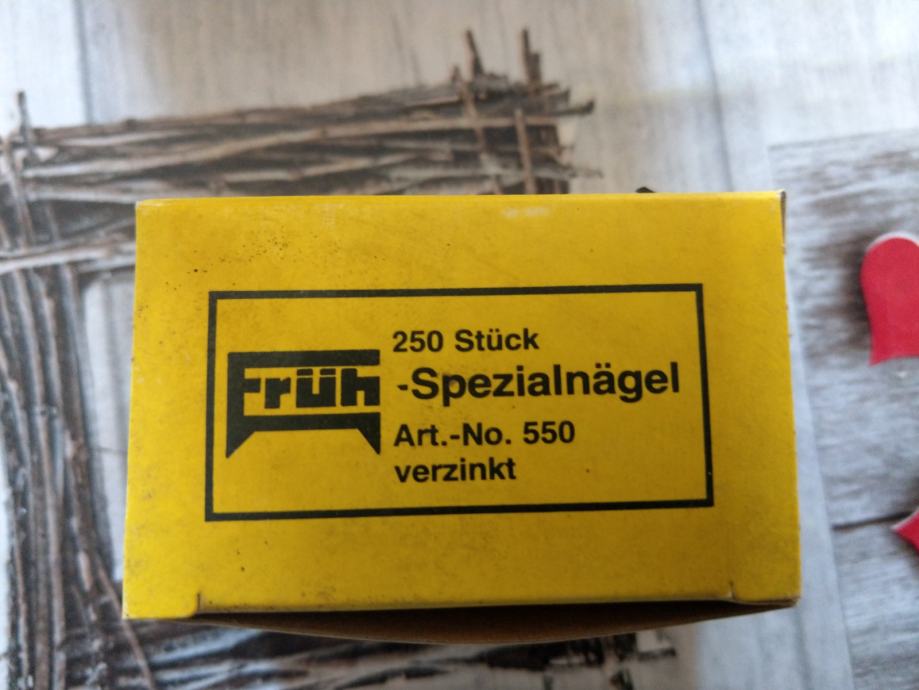 250 Stück
Früh -Spezialnägel
Art.-No. 550
verzinkt